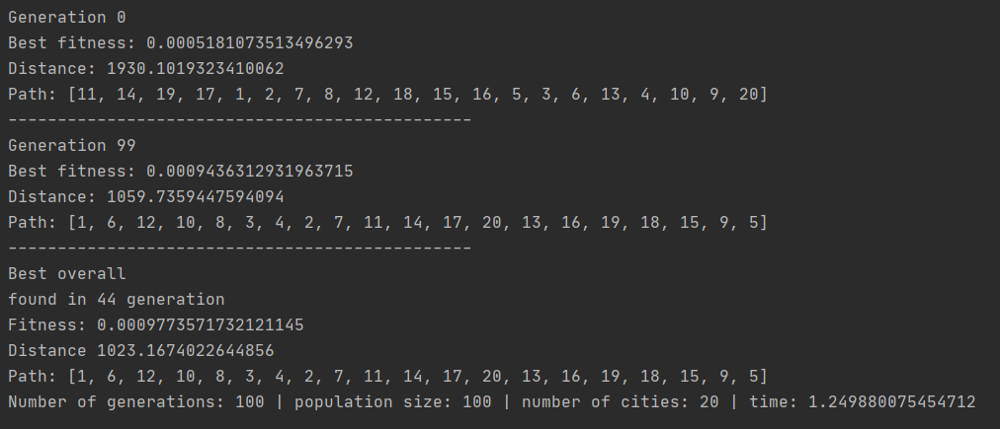 Generation 0
Best fitness: 0.0005181073513496293
Distance: 1930.1019323410062
Path: [11, 14, 19, 17, 1, 2, 7, 8, 12, 18, 15, 16, 5, 3, 6, 13, 4, 10, 9, 20]
-----------------------------------------------
Generation 99
Best fitness: 0.0009436312931963715
Distance: 1059.7359447594094
Path: [1, 6, 12, 10, 8, 3, 4, 2, 7, 11, 14, 17, 20, 13, 16, 19, 18, 15, 9, 5]
-----------------------------------------------
Best overall
found in 44 generation
Fitness: 0.0009773571732121145
Distance 1023.1674022644856
Path: [1, 6, 12, 10, 8, 3, 4, 2, 7, 11, 14, 17, 20, 13, 16, 19, 18, 15, 9, 5]
Number of generations: 100 | population size: 100 | number of cities: 20 | time: 1.249880075454712